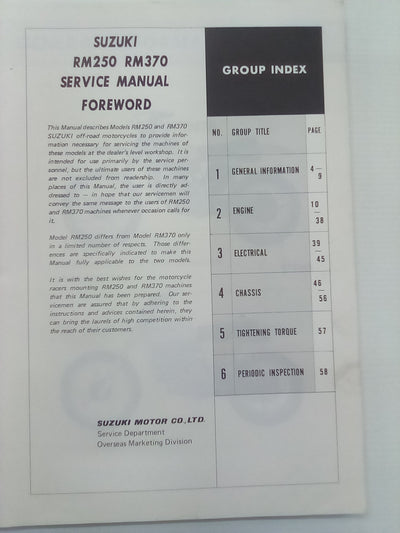 SUZUKI
RM250 RM370
SERVICE MANUAL
FOREWORD
This Manual describes Models RM250 and RM370
SUZUKI off-road motorcycles to provide infor-
mation necessary for servicing the machines of
these models at the dealer's level workshop. It is
intended for use primarily by the service per-
sonnel, but the ultimate users of these machines
are not excluded from readership. In many
places of this Manual, the user is directly ad-
dressed to — in hope that our servicemen will
convey the same message to the users of RM250
and RM370 machines whenever occasion calls for
it.
Model RM250 differs from Model RM370 only
in a limited number of respects. Those differ-
ences are specifically indicated to make this
Manual fully applicable to the two models.
It is with the best wishes for the motorcycle
racers mounting RM250 and RM370 machines
that this Manual has been prepared. Our ser-
vicemen are assured that by adhering to the
instructions and advices contained herein, they
can bring the laurels of high competition within
the reach of their customers.
SUZUKI MOTOR CO.,LTD.
Service Department
Overseas Marketing Division
GROUP INDEX
NO. GROUP TITLE PAGE
1 GENERAL INFORMATION 4 — 9
2 ENGINE 10 — 38
3 ELECTRICAL 39 — 45
4 CHASSIS 46 — 56
5 TIGHTENING TORQUE 57
6 PERIODIC INSPECTION 58